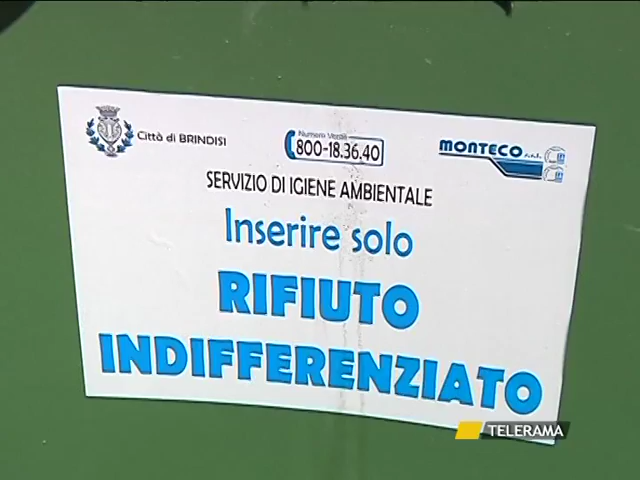 Città di BRINDISI
Numero Verde
800-18.36.40
MONTECO s.r.l.
SERVIZIO DI IGIENE AMBIENTALE
Inserire solo
RIFIUTO
INDIFFERENZIATO
TELERAMA